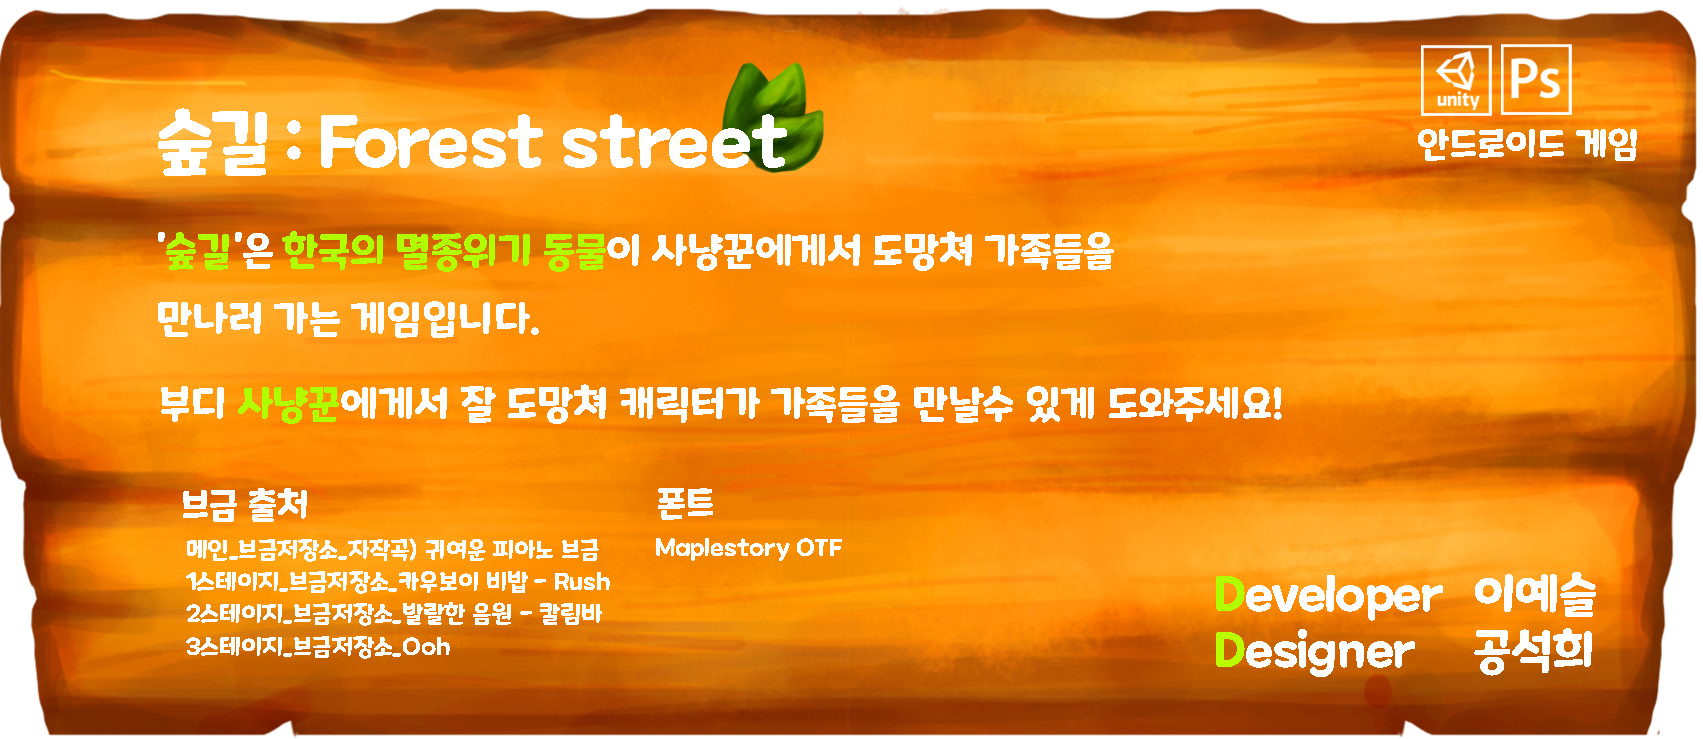 숲길 : Forest street
unity
Ps
안드로이드 게임
'숲길'은 한국의 멸종위기 동물이 사냥꾼에게서 도망쳐 가족들을
만나러 가는 게임입니다.
부디 사냥꾼에게서 잘 도망쳐 캐릭터가 가족들을 만날수 있게 도와주세요!
브금 출처
메인_브금저장소_자작곡) 귀여운 피아노 브금
1스테이지_브금저장소_카우보이 비밥 - Rush
2스테이지_브금저장소_발랄한 음원 - 칼림바
3스테이지_브금저장소_Ooh
폰트
Maplestory OTF
Developer 이예슬
Designer 공석희